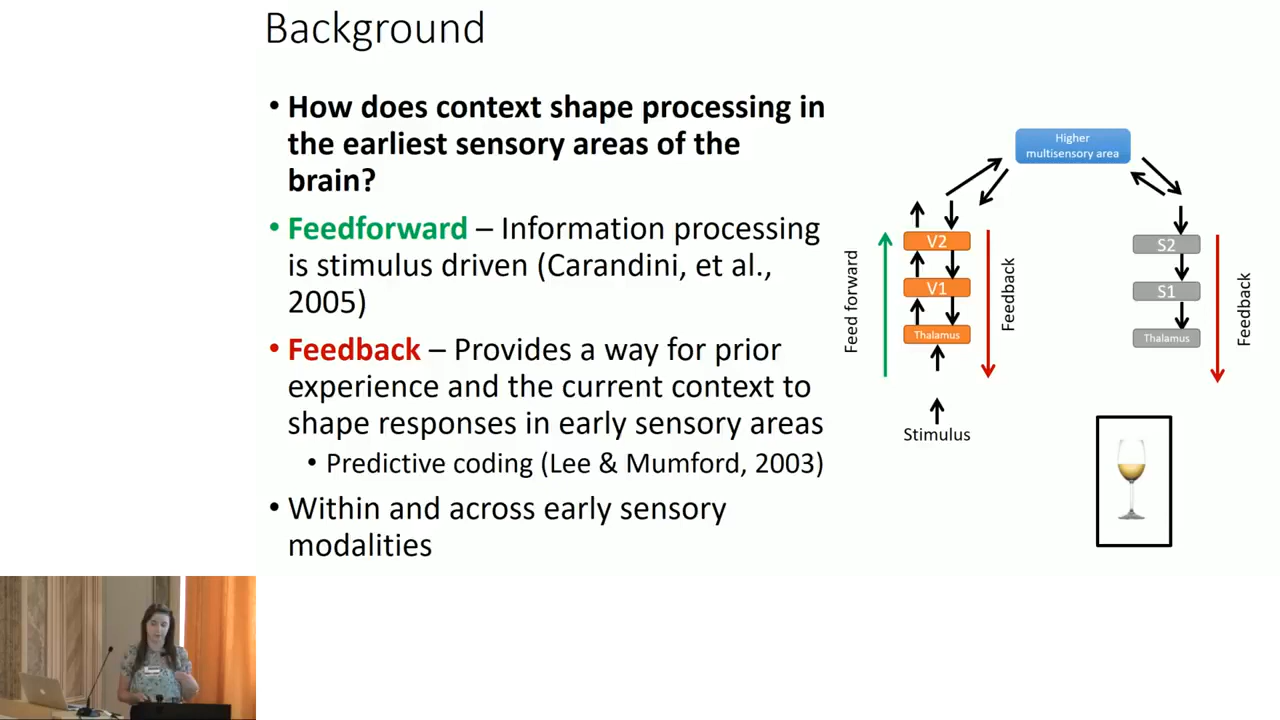 Background
• How does context shape processing in
the earliest sensory areas of the
brain?
• Feedforward – Information processing
is stimulus driven (Carandini, et al.,
2005)
• Feedback – Provides a way for prior
experience and the current context to
shape responses in early sensory areas
• Predictive coding (Lee & Mumford, 2003)
• Within and across early sensory
modalities
Higher
multisensory area
V2
V1
Thalamus
Stimulus
Feed forward
Feedback
S2
S1
Thalamus
Feedback